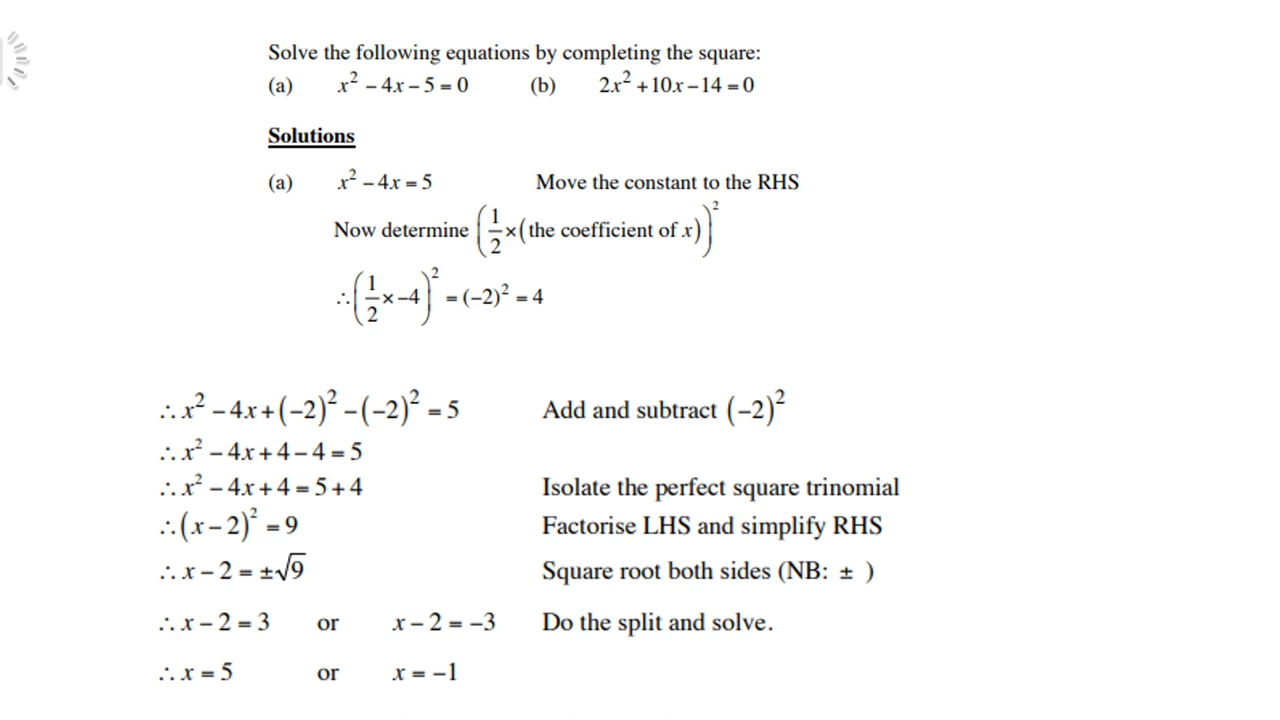 Solve the following equations by completing the square:
(a) x² − 4x − 5 = 0 (b) 2x² + 10x − 14 = 0
Solutions
(a) x² − 4x = 5 Move the constant to the RHS
Now determine (1/2 × (the coefficient of x))²
∴ (1/2 × −4)² = (−2)² = 4
∴ x² − 4x + (−2)² − (−2)² = 5 Add and subtract (−2)²
∴ x² − 4x + 4 − 4 = 5
∴ x² − 4x + 4 = 5 + 4 Isolate the perfect square trinomial
∴ (x − 2)² = 9 Factorise LHS and simplify RHS
∴ x − 2 = ±√9 Square root both sides (NB: ± )
∴ x − 2 = 3 or x − 2 = −3 Do the split and solve.
∴ x = 5 or x = −1